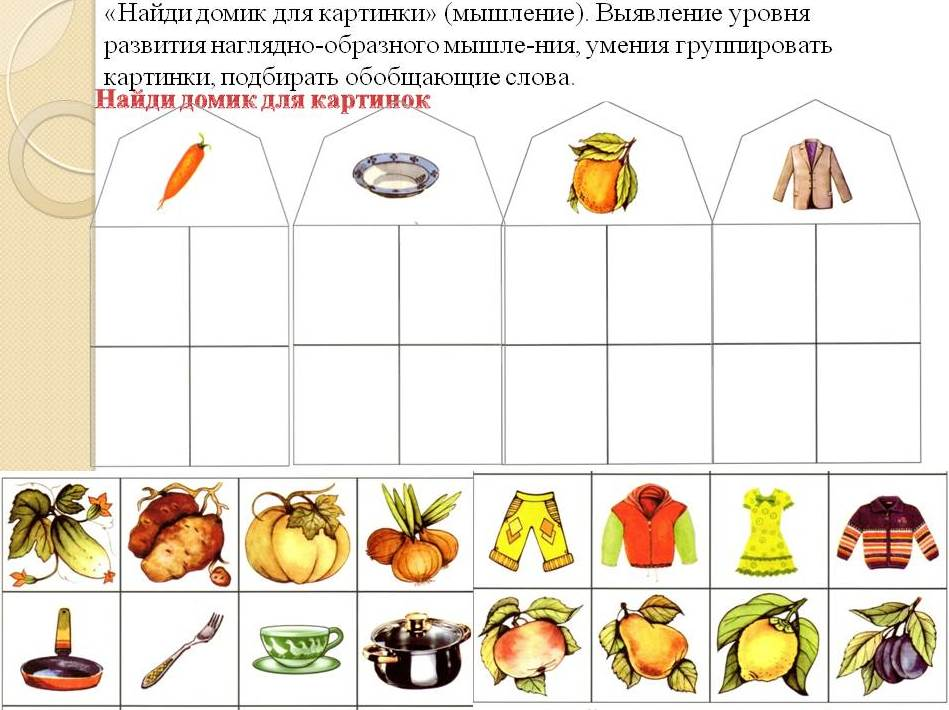 «Найди домик для картинки» (мышление). Выявление уровня
развития наглядно-образного мышле-ния, умения группировать
картинки, подбирать обобщающие слова.
Найди домик для картинок